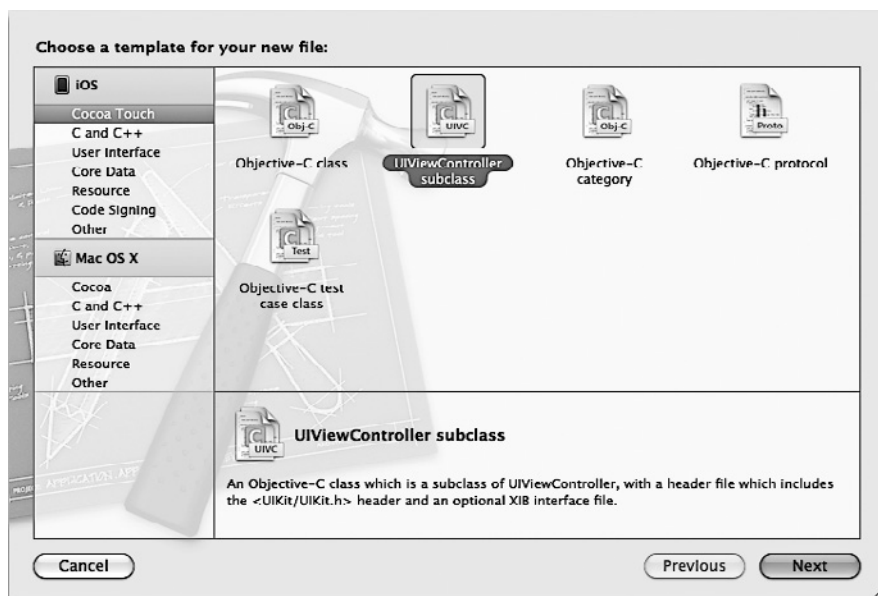 Choose a template for your new file:
iOS
Cocoa Touch
C and C++
User Interface
Core Data
Resource
Code Signing
Other
Mac OS X
Cocoa
C and C++
User Interface
Core Data
Resource
Other
Obj-C
Objective-C class
UIVC
UIViewController
subclass
Obj-C
Objective-C
category
Proto
Objective-C protocol
Test
Objective-C test
case class
UIVC
UIViewController subclass
An Objective-C class which is a subclass of UIViewController, with a header file which includes
the <UIKit/UIKit.h> header and an optional XIB interface file.
Cancel
Previous
Next